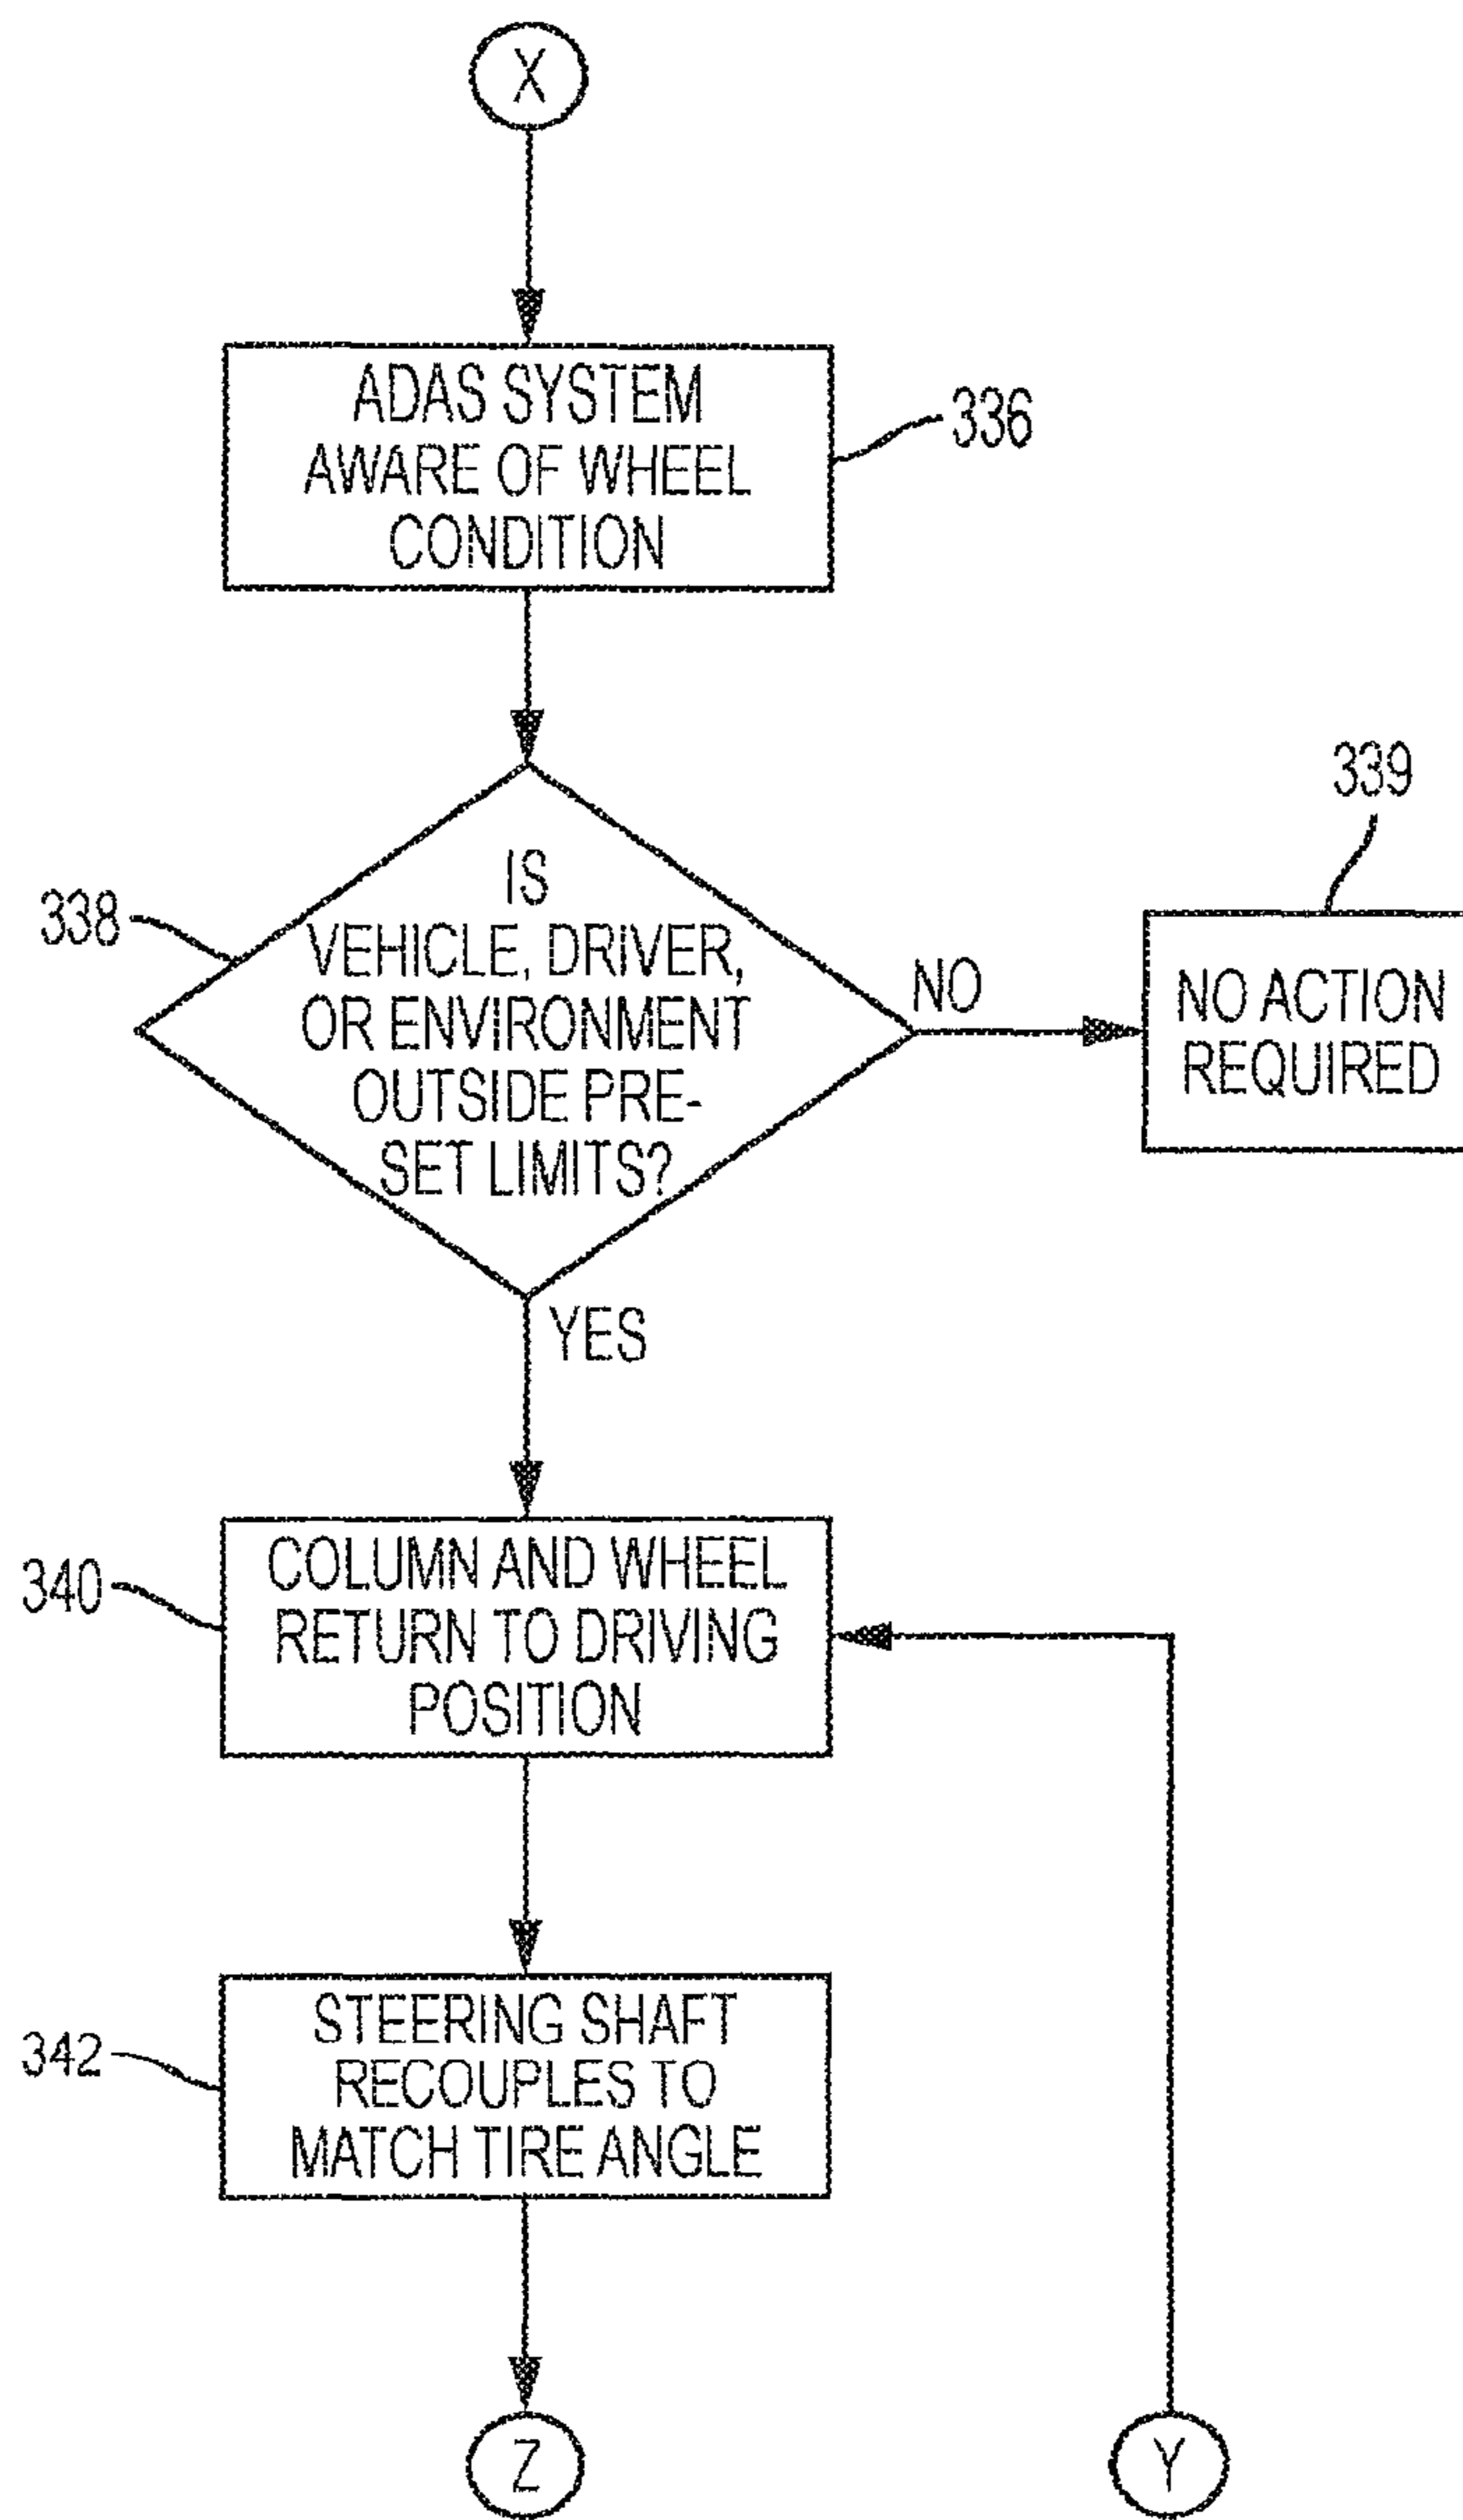 X
ADAS SYSTEM
AWARE OF WHEEL
CONDITION
336
338
IS
VEHICLE, DRIVER,
OR ENVIRONMENT
OUTSIDE PRE-
SET LIMITS?
NO
339
NO ACTION
REQUIRED
YES
340
COLUMN AND WHEEL
RETURN TO DRIVING
POSITION
342
STEERING SHAFT
RECOUPLES TO
MATCH TIRE ANGLE
Z
Y